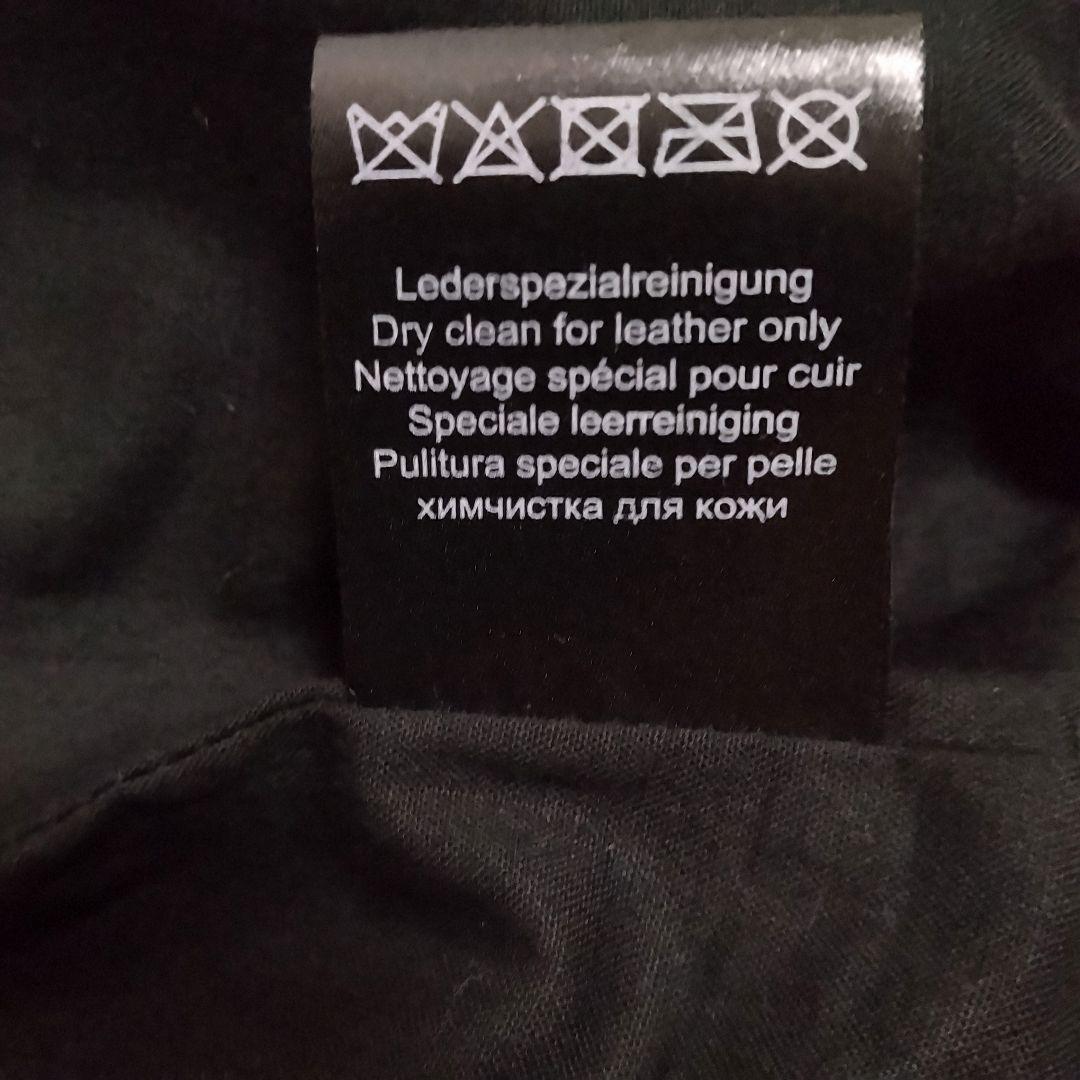 Lederspezialreinigung
Dry clean for leather only
Nettoyage spécial pour cuir
Speciale leerreiniging
Pulitura speciale per pelle
химчистка для кожи